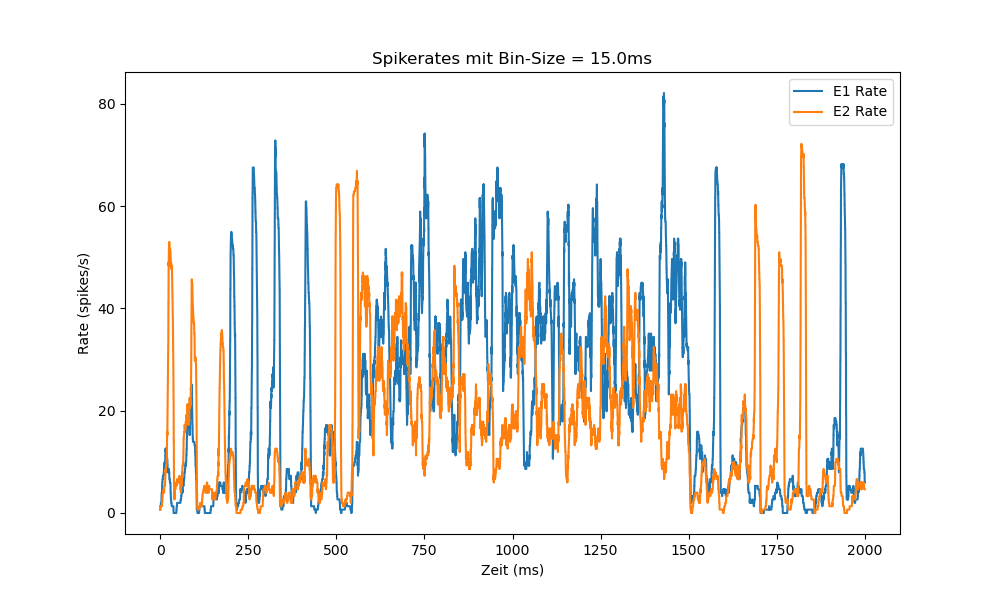 Spikerates mit Bin-Size = 15.0ms
E1 Rate
E2 Rate
Rate (spikes/s)
80
60
40
20
0
0 250 500 750 1000 1250 1500 1750 2000
Zeit (ms)